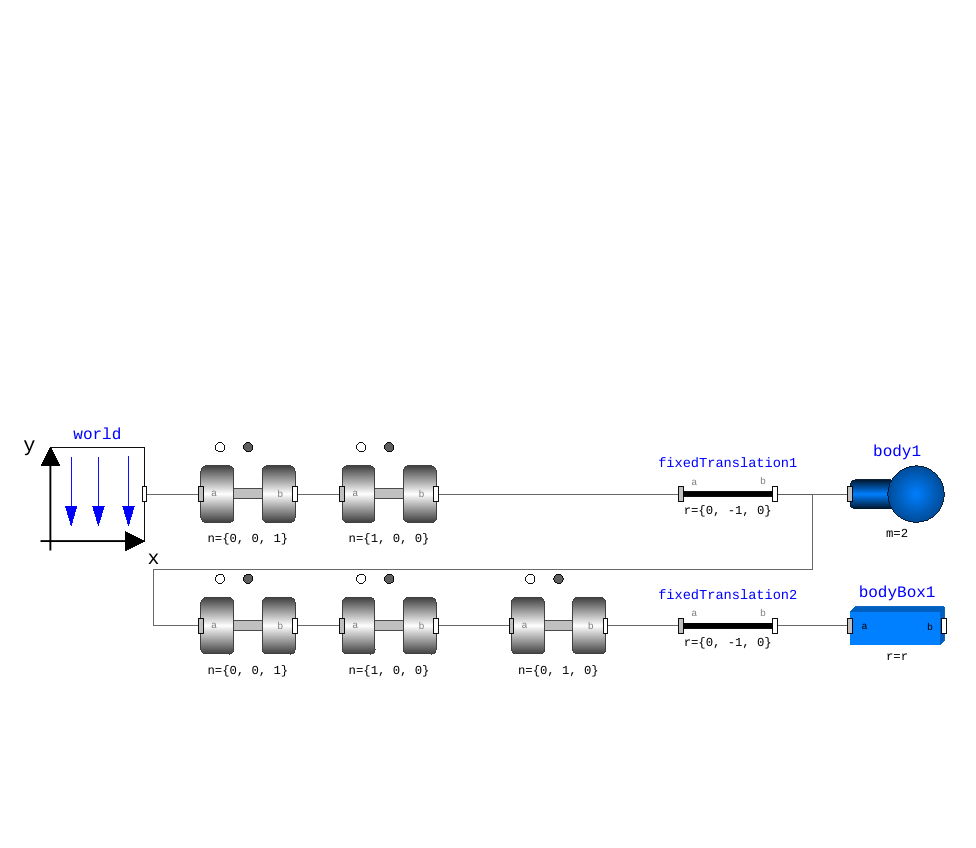 world
y
x
a b
n={0, 0, 1}
a b
n={1, 0, 0}
fixedTranslation1
a b
r={0, -1, 0}
body1
m=2
a b
n={0, 0, 1}
a b
n={1, 0, 0}
a b
n={0, 1, 0}
fixedTranslation2
a b
r={0, -1, 0}
bodyBox1
a b
r=r